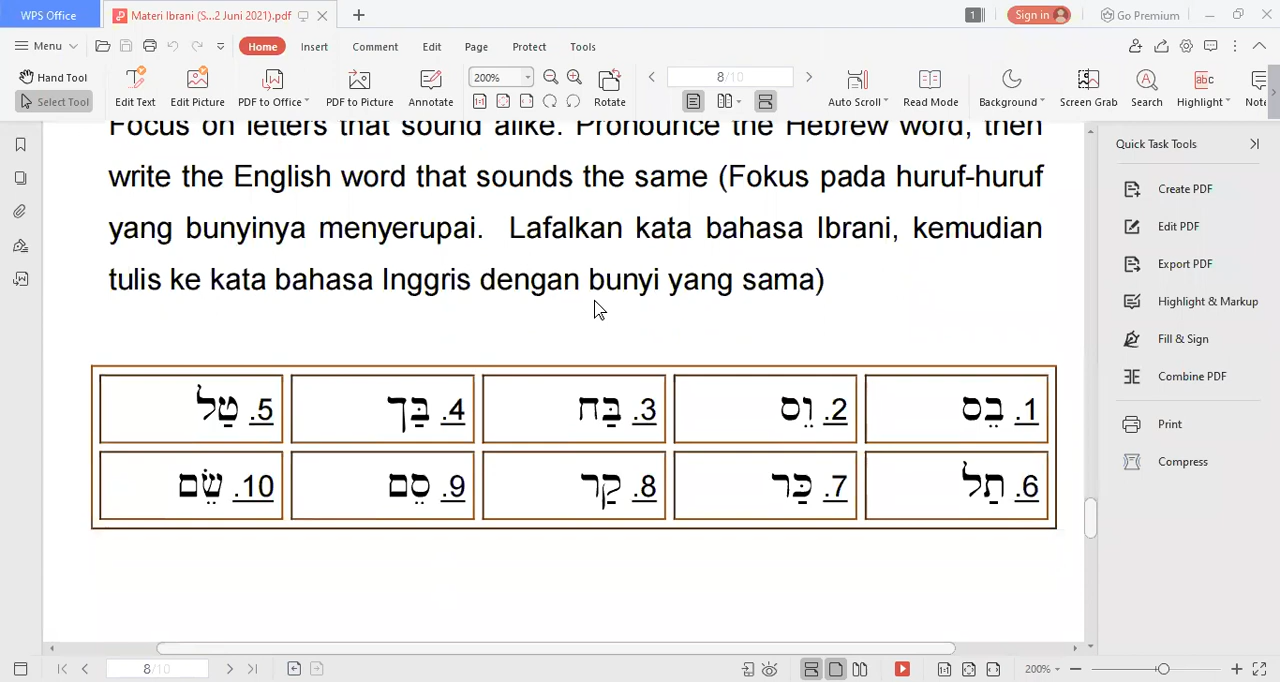 WPS Office
Materi Ibrani (S...2 Juni 2021).pdf
1
Sign in
Go Premium
Menu
Home
Insert
Comment
Edit
Page
Protect
Tools
Hand Tool
Select Tool
Edit Text
Edit Picture
PDF to Office
PDF to Picture
Annotate
200%
Rotate
8/10
Auto Scroll
Read Mode
Background
Screen Grab
Search
Highlight
Note
Focus on letters that sound alike. Pronounce the Hebrew word, then
write the English word that sounds the same (Fokus pada huruf-huruf
yang bunyinya menyerupai. Lafalkan kata bahasa Ibrani, kemudian
tulis ke kata bahasa Inggris dengan bunyi yang sama)
1. בֵּס 2. וֵס 3. בַּח 4. בַּך 5. טַל
6. תַל 7. כַּר 8. קַר 9. סֵם 10. שֵׂם
Quick Task Tools
Create PDF
Edit PDF
Export PDF
Highlight & Markup
Fill & Sign
Combine PDF
Print
Compress
8/10
200%